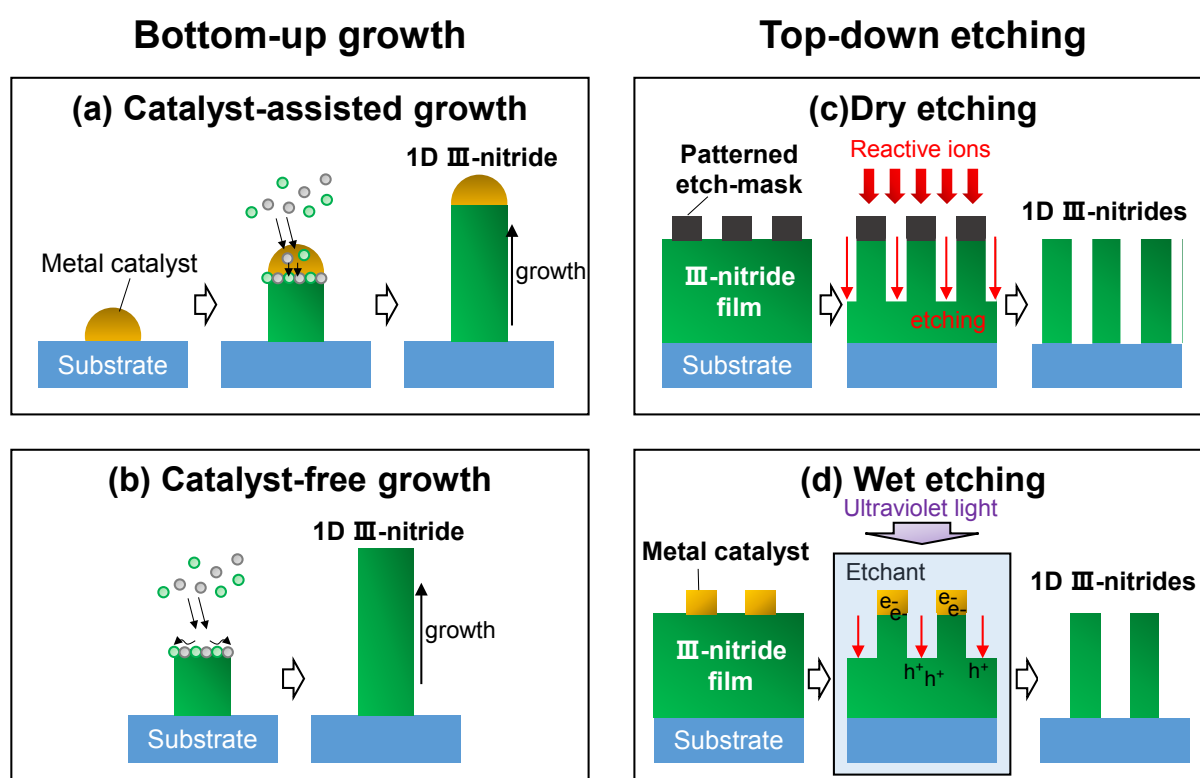 Bottom-up growth
Top-down etching
(a) Catalyst-assisted growth
1D Ⅲ-nitride
Metal catalyst
growth
Substrate
(b) Catalyst-free growth
1D Ⅲ-nitride
growth
Substrate
(c)Dry etching
Patterned
etch-mask
Reactive ions
1D Ⅲ-nitrides
Ⅲ-nitride
film
etching
Substrate
(d) Wet etching
Ultraviolet light
Metal catalyst
Etchant
1D Ⅲ-nitrides
e-
e-
e-
e-
Ⅲ-nitride
film
h⁺
h⁺
h⁺
Substrate